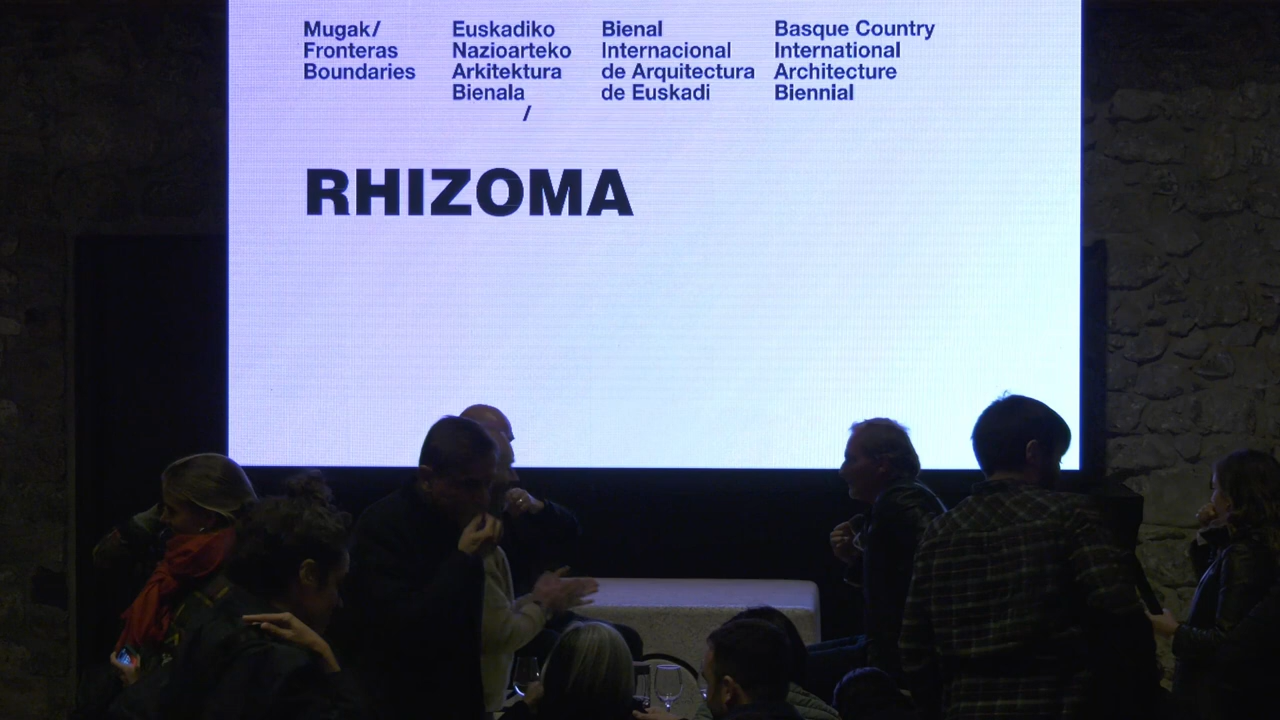 Mugak/
Fronteras
Boundaries
Euskadiko
Nazioarteko
Arkitektura
Bienala
/
Bienal
Internacional
de Arquitectura
de Euskadi
Basque Country
International
Architecture
Biennial
RHIZOMA